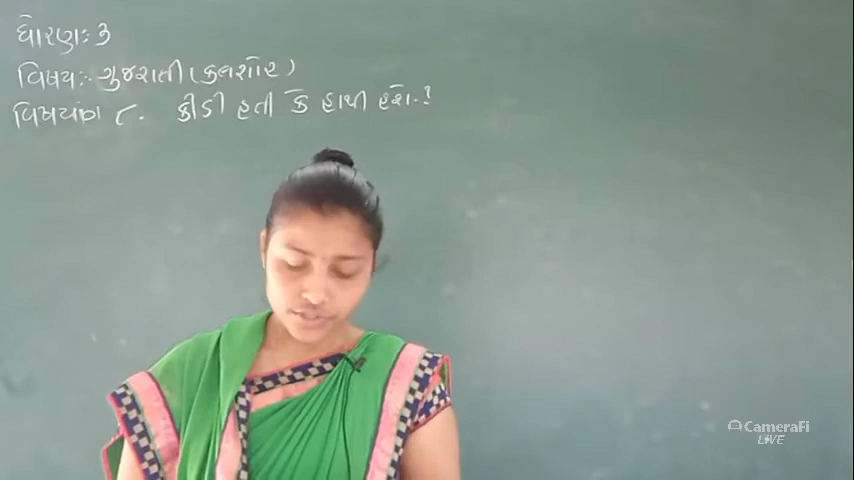 ધોરણઃ ૩
વિષયઃ- ગુજરાતી (કલશોર)
વિષયાંગ ૮. કીડી હતી કે હાથી હશે.?
CameraFi
LIVE